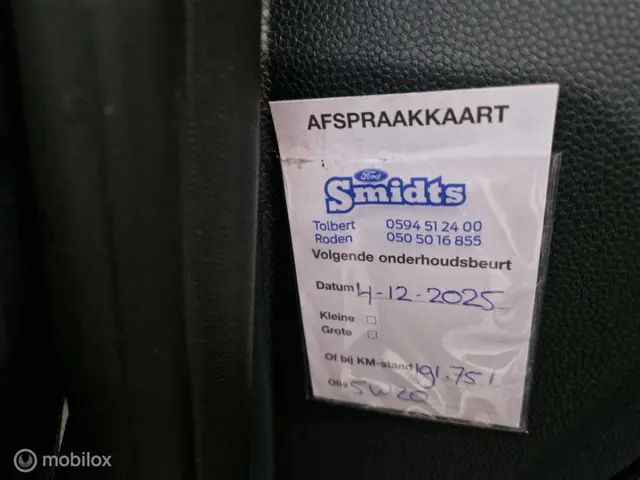 AFSPRAAKKAART
Ford
Smidts
Tolbert 0594 51 24 00
Roden 050 50 16 855
Volgende onderhoudsbeurt
Datum 4-12-2025
Kleine
Grote
Of bij KM-stand 191.751
Olie 5W20
mobilox